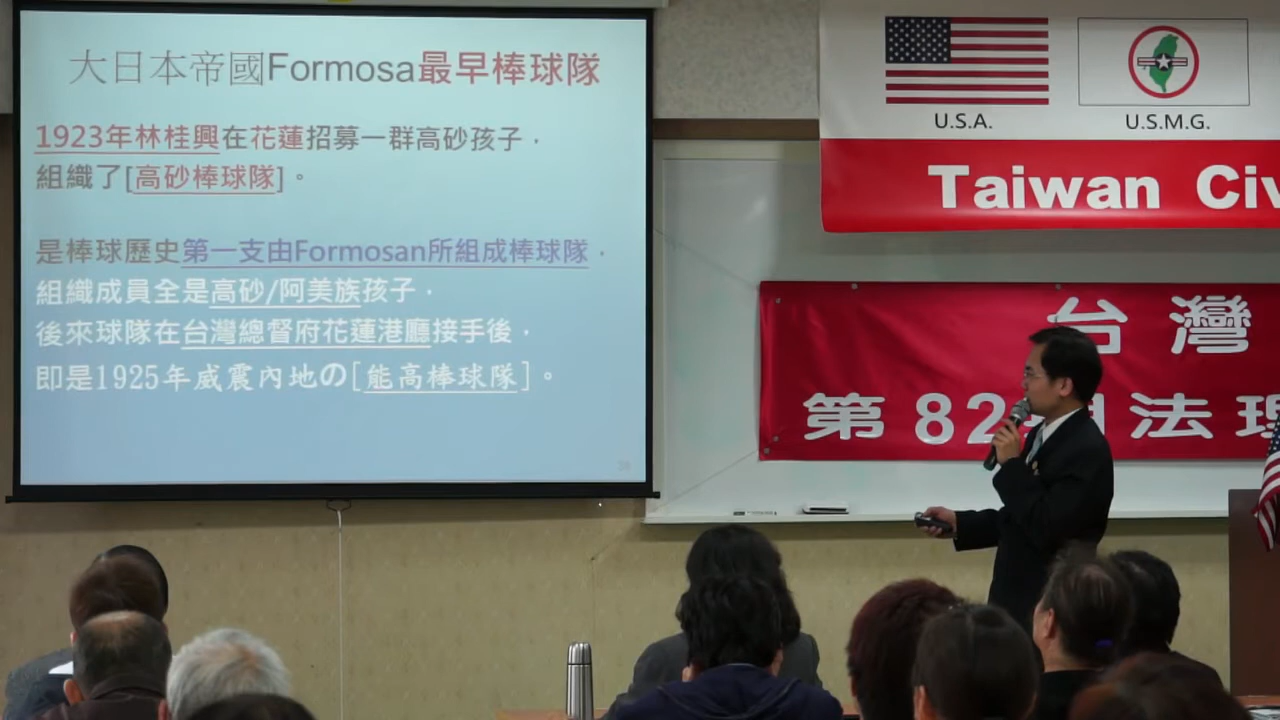 大日本帝國Formosa最早棒球隊
1923年林桂興在花蓮招募一群高砂孩子，
組織了[高砂棒球隊]。
是棒球歷史第一支由Formosan所組成棒球隊，
組織成員全是高砂/阿美族孩子，
後來球隊在台灣總督府花蓮港廳接手後，
即是1925年威震內地の[能高棒球隊]。
U.S.A.
U.S.M.G.
Taiwan Civ
台灣
第82期法理